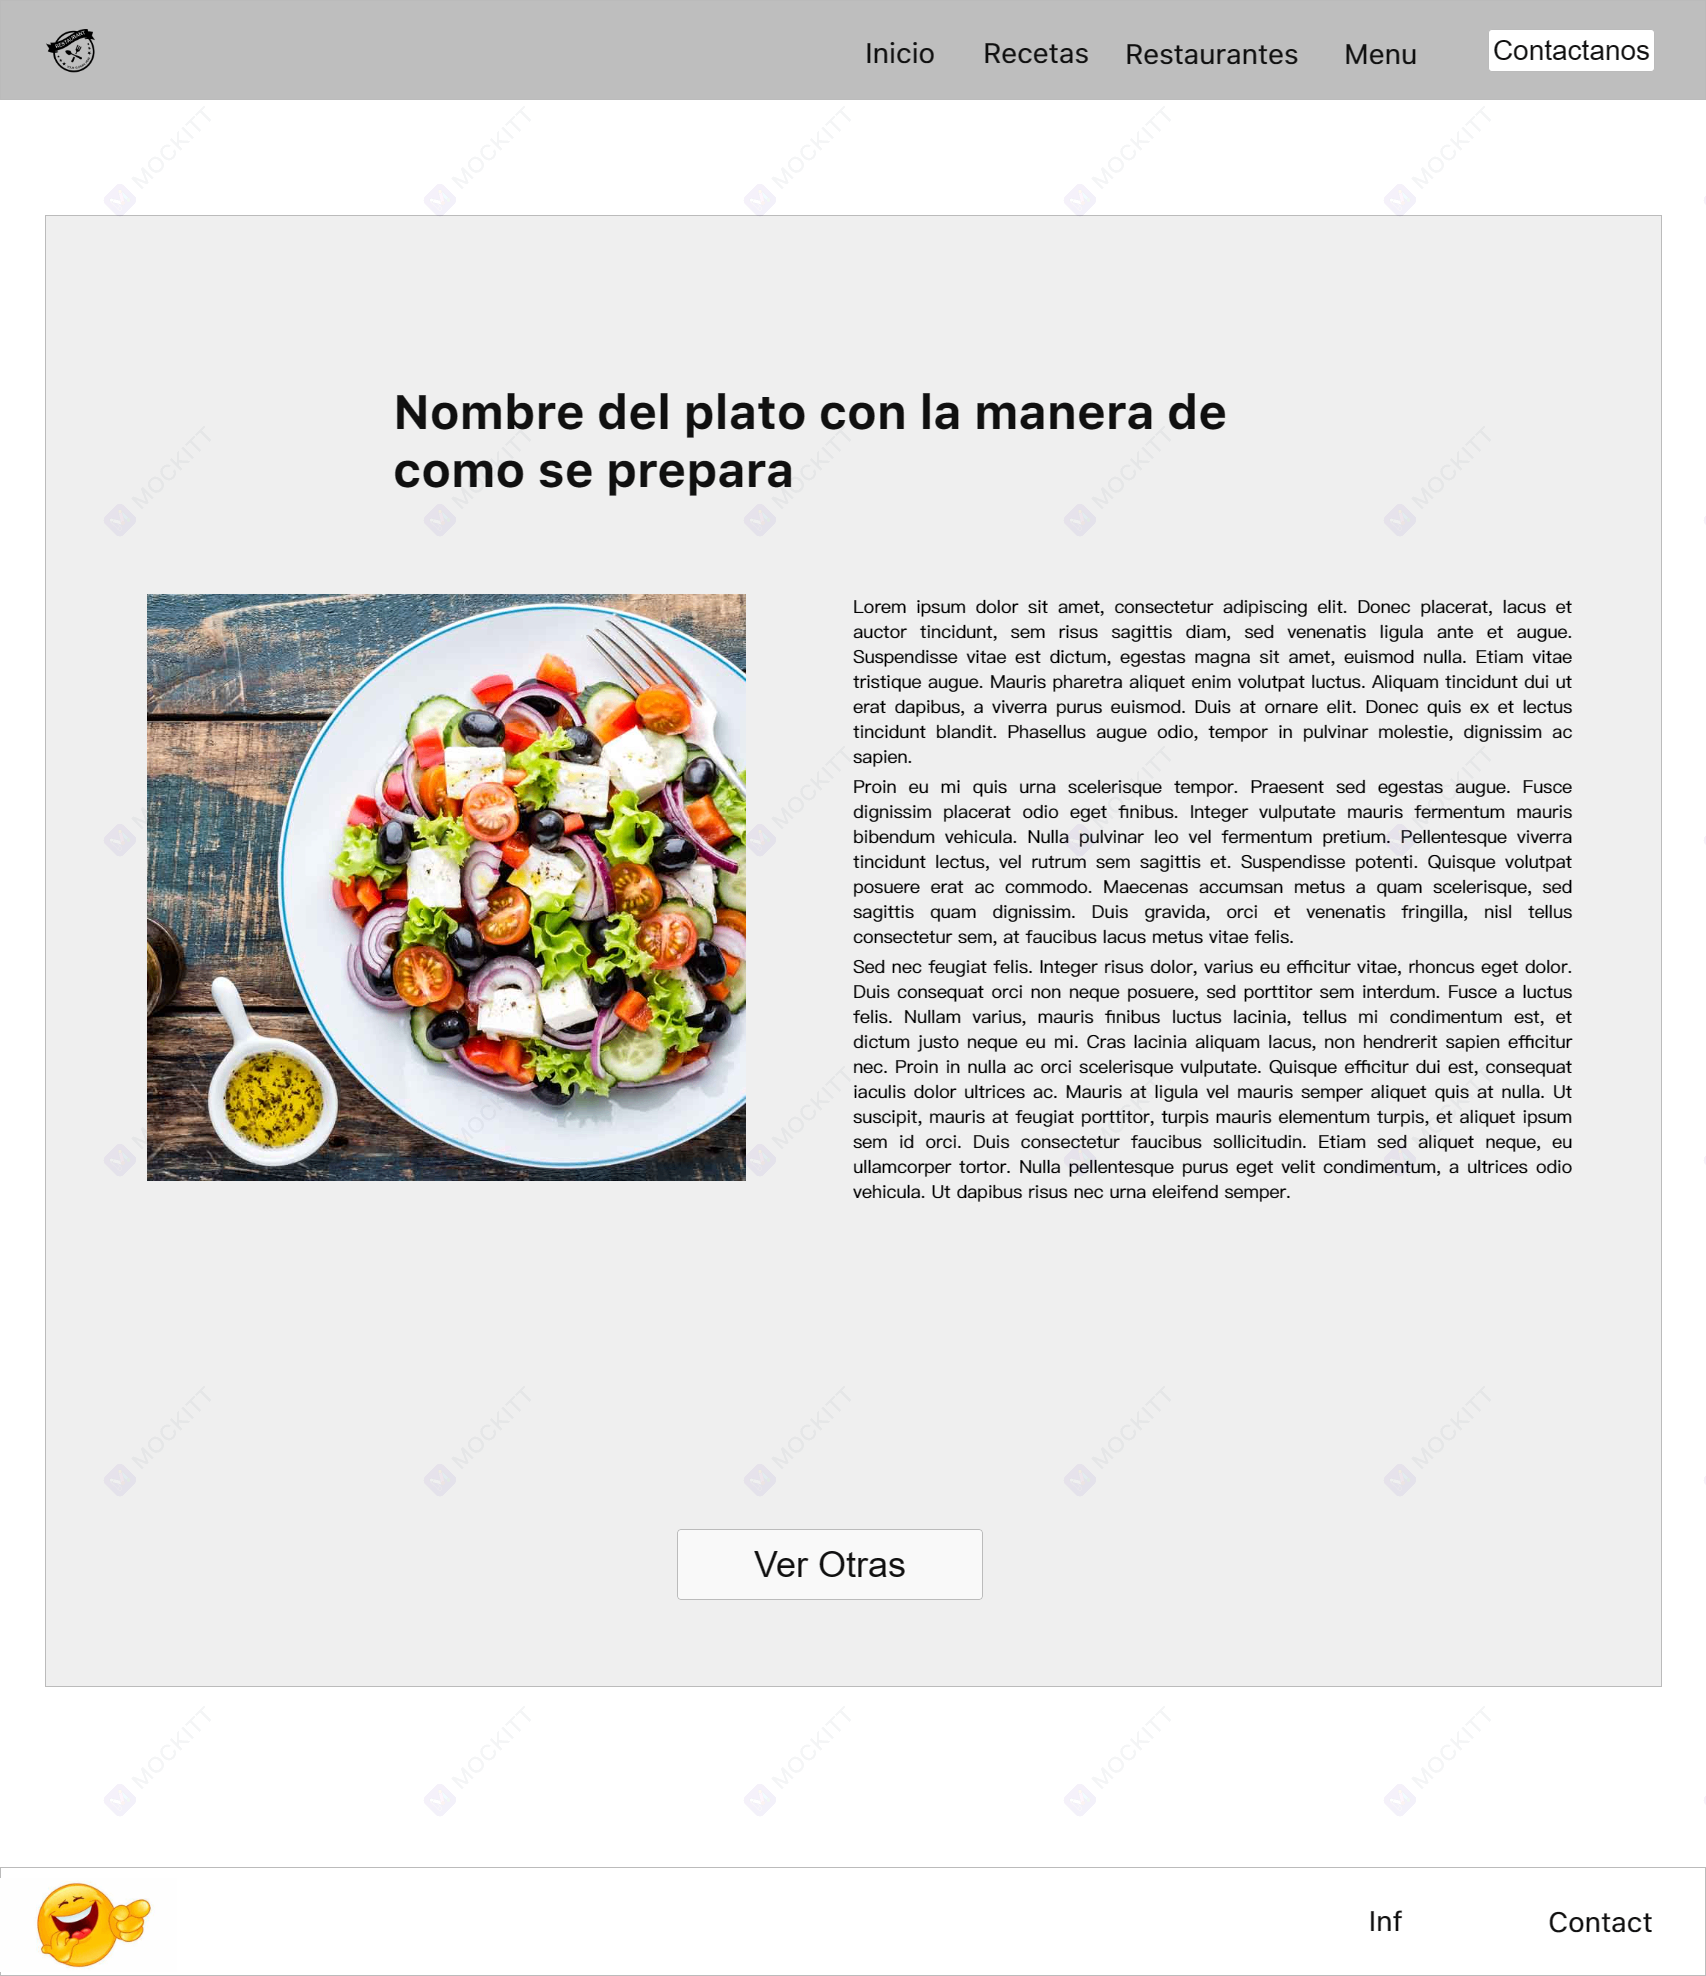 RESTAURANT
Inicio Recetas Restaurantes Menu Contactanos
Nombre del plato con la manera de
como se prepara
Lorem ipsum dolor sit amet, consectetur adipiscing elit. Donec placerat, lacus et
auctor tincidunt, sem risus sagittis diam, sed venenatis ligula ante et augue.
Suspendisse vitae est dictum, egestas magna sit amet, euismod nulla. Etiam vitae
tristique augue. Mauris pharetra aliquet enim volutpat luctus. Aliquam tincidunt dui ut
erat dapibus, a viverra purus euismod. Duis at ornare elit. Donec quis ex et lectus
tincidunt blandit. Phasellus augue odio, tempor in pulvinar molestie, dignissim ac
sapien.
Proin eu mi quis urna scelerisque tempor. Praesent sed egestas augue. Fusce
dignissim placerat odio eget finibus. Integer vulputate mauris fermentum mauris
bibendum vehicula. Nulla pulvinar leo vel fermentum pretium. Pellentesque viverra
tincidunt lectus, vel rutrum sem sagittis et. Suspendisse potenti. Quisque volutpat
posuere erat ac commodo. Maecenas accumsan metus a quam scelerisque, sed
sagittis quam dignissim. Duis gravida, orci et venenatis fringilla, nisl tellus
consectetur sem, at faucibus lacus metus vitae felis.
Sed nec feugiat felis. Integer risus dolor, varius eu efficitur vitae, rhoncus eget dolor.
Duis consequat orci non neque posuere, sed porttitor sem interdum. Fusce a luctus
felis. Nullam varius, mauris finibus luctus lacinia, tellus mi condimentum est, et
dictum justo neque eu mi. Cras lacinia aliquam lacus, non hendrerit sapien efficitur
nec. Proin in nulla ac orci scelerisque vulputate. Quisque efficitur dui est, consequat
iaculis dolor ultrices ac. Mauris at ligula vel mauris semper aliquet quis at nulla. Ut
suscipit, mauris at feugiat porttitor, turpis mauris elementum turpis, et aliquet ipsum
sem id orci. Duis consectetur faucibus sollicitudin. Etiam sed aliquet neque, eu
ullamcorper tortor. Nulla pellentesque purus eget velit condimentum, a ultrices odio
vehicula. Ut dapibus risus nec urna eleifend semper.
Ver Otras
Inf Contact
MOCKITT